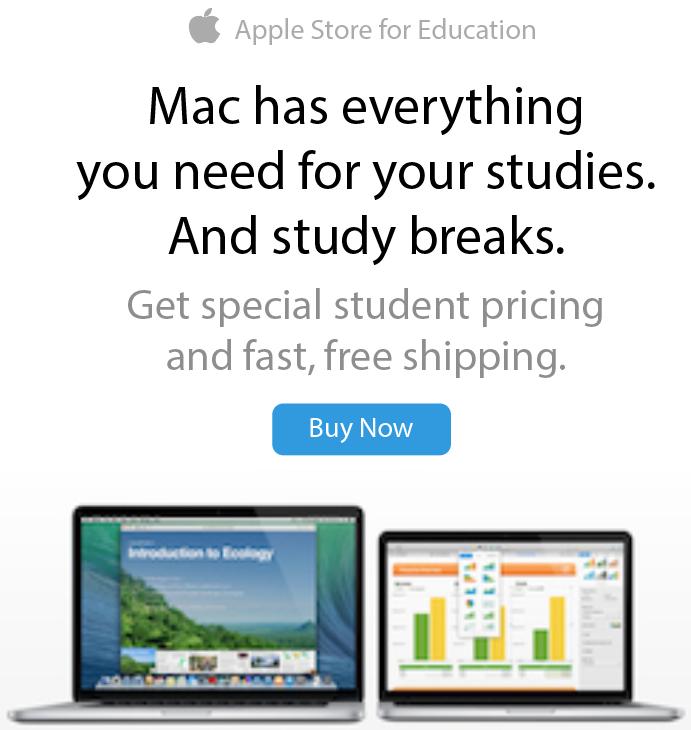 Apple Store for Education
Mac has everything
you need for your studies.
And study breaks.
Get special student pricing
and fast, free shipping.
Buy Now
Introduction to Ecology